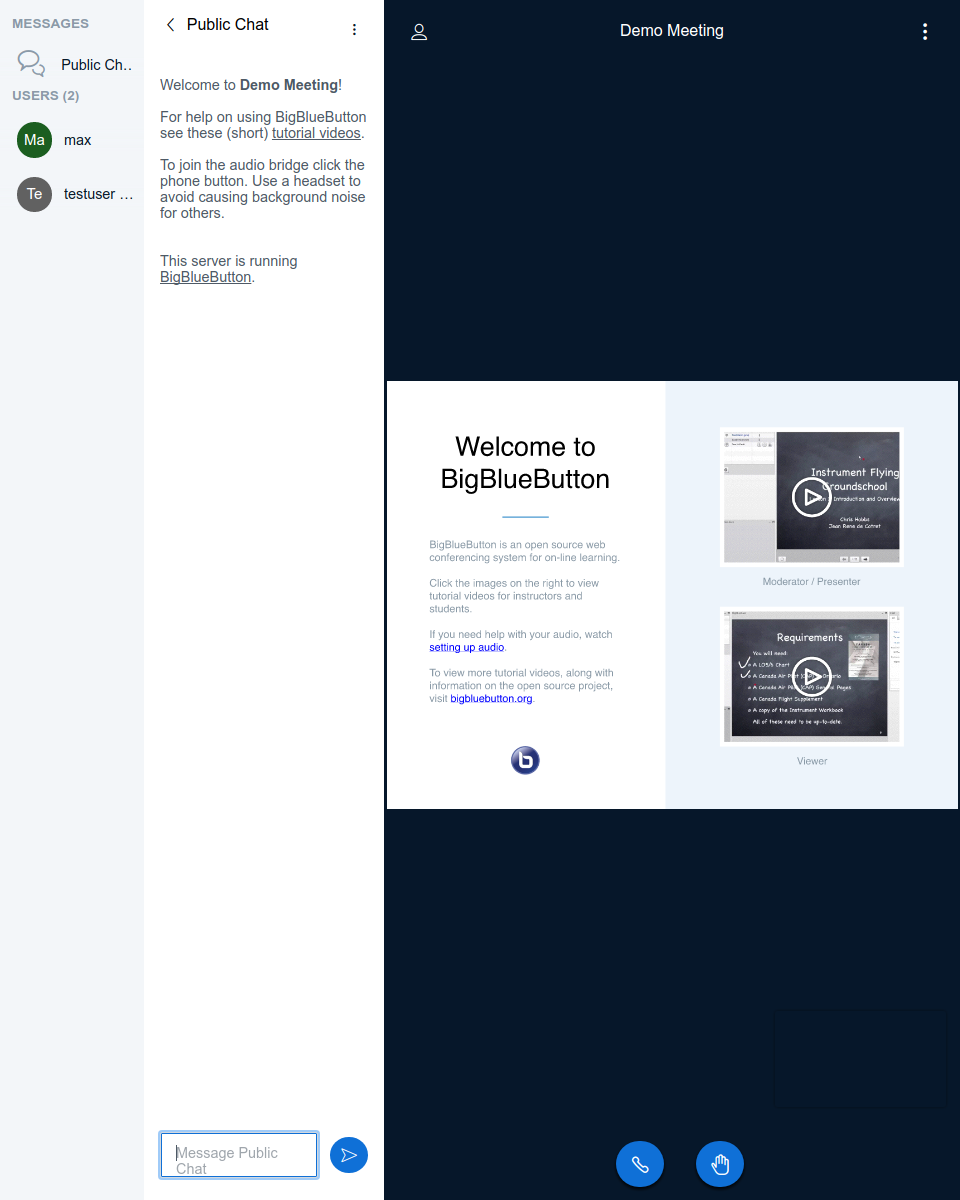 MESSAGES
Public Ch..
USERS (2)
Ma
max
Te
testuser ...
Public Chat
Welcome to Demo Meeting!
For help on using BigBlueButton
see these (short) tutorial videos.
To join the audio bridge click the
phone button. Use a headset to
avoid causing background noise
for others.
This server is running
BigBlueButton.
Message Public
Chat
Demo Meeting
Welcome to
BigBlueButton
BigBlueButton is an open source web
conferencing system for on-line learning.
Click the images on the right to view
tutorial videos for instructors and
students.
If you need help with your audio, watch
setting up audio.
To view more tutorial videos, along with
information on the open source project,
visit bigbluebutton.org.
b
Instrument Flying
Groundschool
Introduction and Overview
Chris Hobbs
Jean Rene de Cotret
Moderator / Presenter
Requirements
You will need:
A LO5/6 Chart
A Canada Air Pilot (CAP) Ontario
A Canada Air Pilot (CAP) General Pages
A Canada Flight Supplement
A copy of the Instrument Workbook
All of these need to be up-to-date.
Viewer